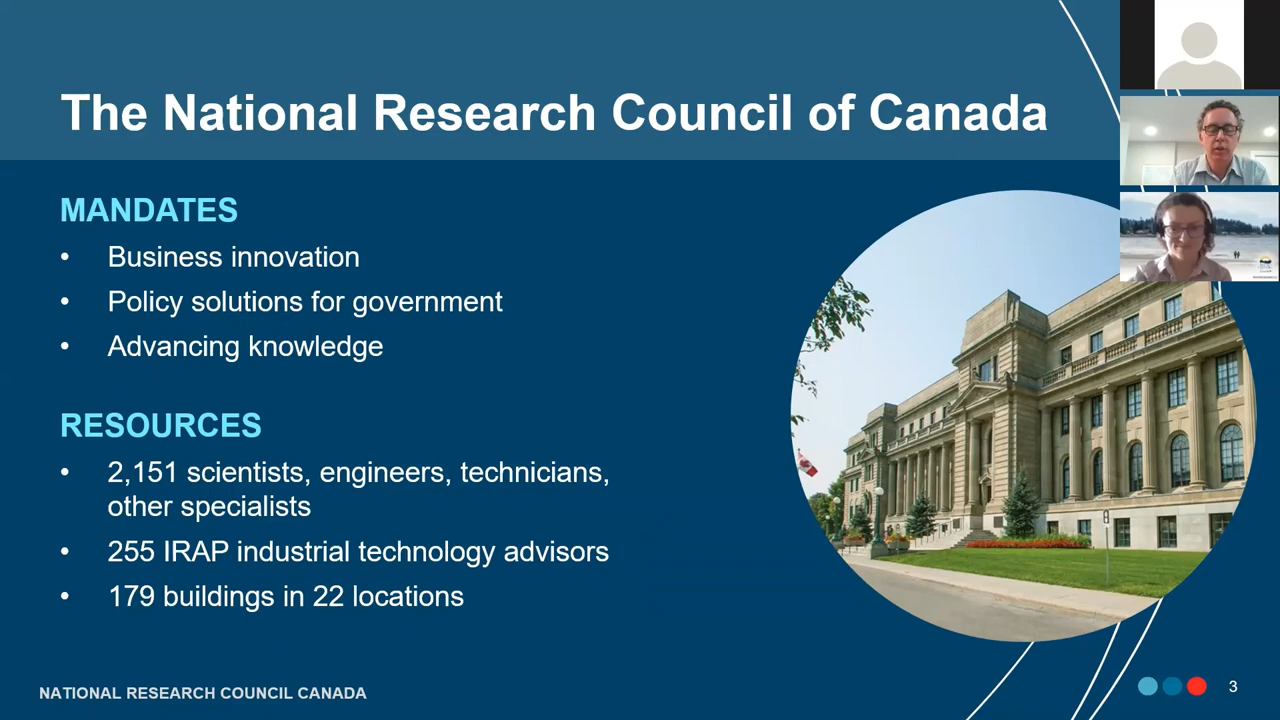 The National Research Council of Canada
MANDATES
• Business innovation
• Policy solutions for government
• Advancing knowledge
RESOURCES
• 2,151 scientists, engineers, technicians,
other specialists
• 255 IRAP industrial technology advisors
• 179 buildings in 22 locations
NATIONAL RESEARCH COUNCIL CANADA
3